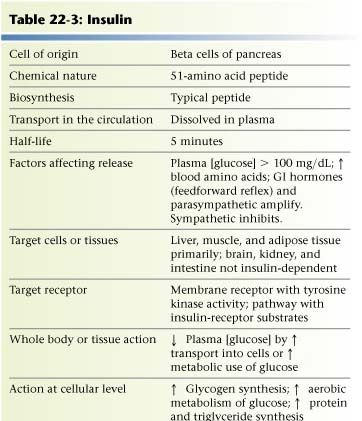 Table 22-3: Insulin
Cell of origin Beta cells of pancreas
Chemical nature 51-amino acid peptide
Biosynthesis Typical peptide
Transport in the circulation Dissolved in plasma
Half-life 5 minutes
Factors affecting release Plasma [glucose] > 100 mg/dL; ↑
blood amino acids; GI hormones
(feedforward reflex) and
parasympathetic amplify.
Sympathetic inhibits.
Target cells or tissues Liver, muscle, and adipose tissue
primarily; brain, kidney, and
intestine not insulin-dependent
Target receptor Membrane receptor with tyrosine
kinase activity; pathway with
insulin-receptor substrates
Whole body or tissue action ↓ Plasma [glucose] by ↑
transport into cells or ↑
metabolic use of glucose
Action at cellular level ↑ Glycogen synthesis; ↑ aerobic
metabolism of glucose; ↑ protein
and triglyceride synthesis